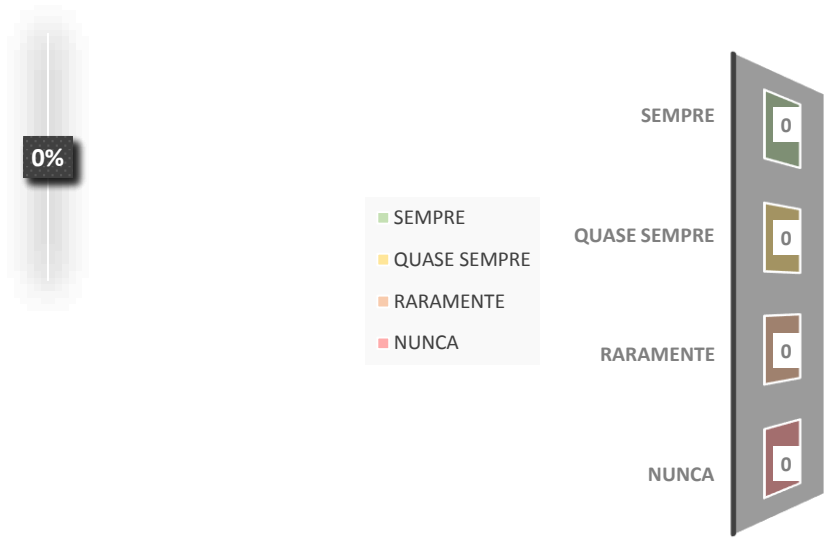 0%
SEMPRE
QUASE SEMPRE
RARAMENTE
NUNCA
SEMPRE
0
QUASE SEMPRE
0
RARAMENTE
0
NUNCA
0